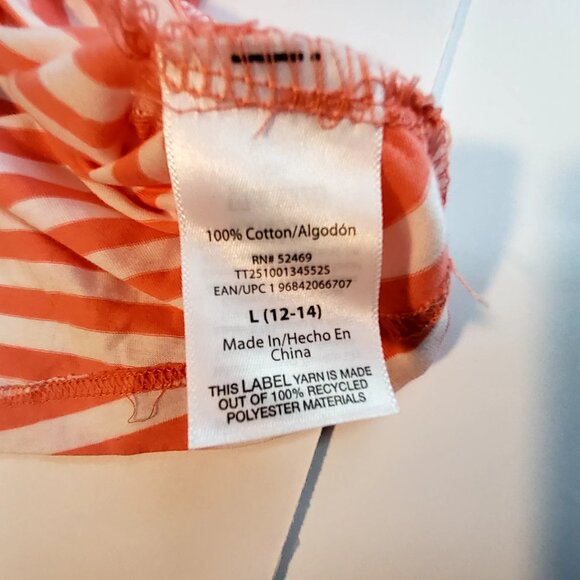 100% Cotton/Algodón
RN# 52469
TT251001345525
EAN/UPC 1 96842066707
L (12-14)
Made In/Hecho En
China
THIS LABEL YARN IS MADE
OUT OF 100% RECYCLED
POLYESTER MATERIALS